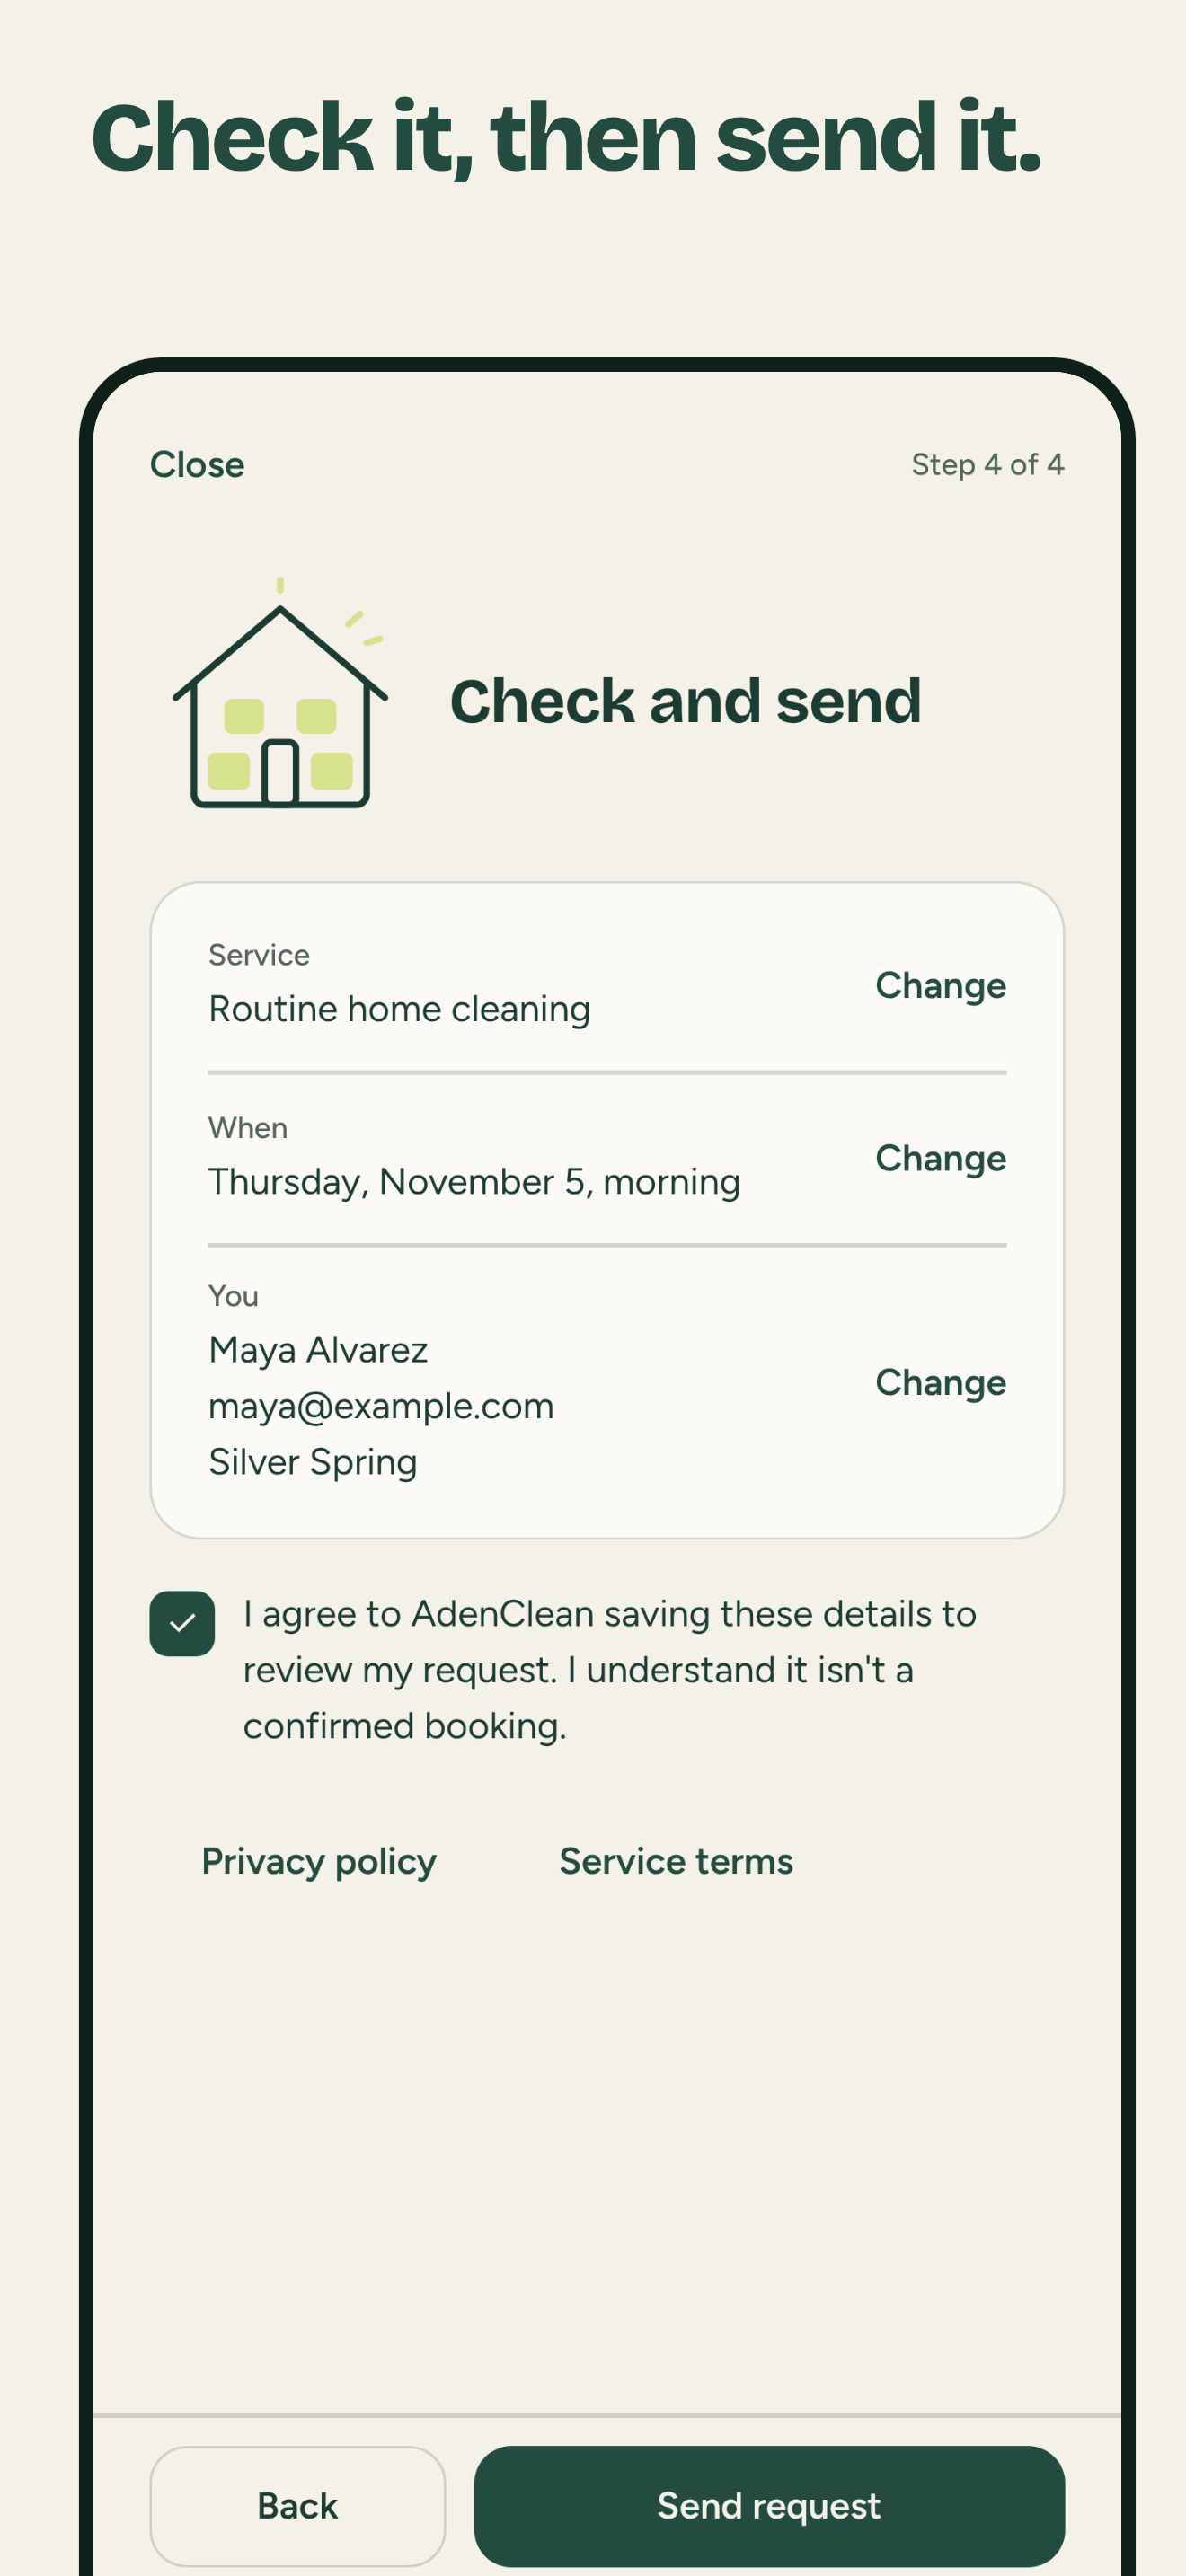 Check it, then send it.
Close
Step 4 of 4
Check and send
Service
Routine home cleaning
Change
When
Thursday, November 5, morning
Change
You
Maya Alvarez
maya@example.com
Silver Spring
Change
I agree to AdenClean saving these details to
review my request. I understand it isn't a
confirmed booking.
Privacy policy
Service terms
Back
Send request